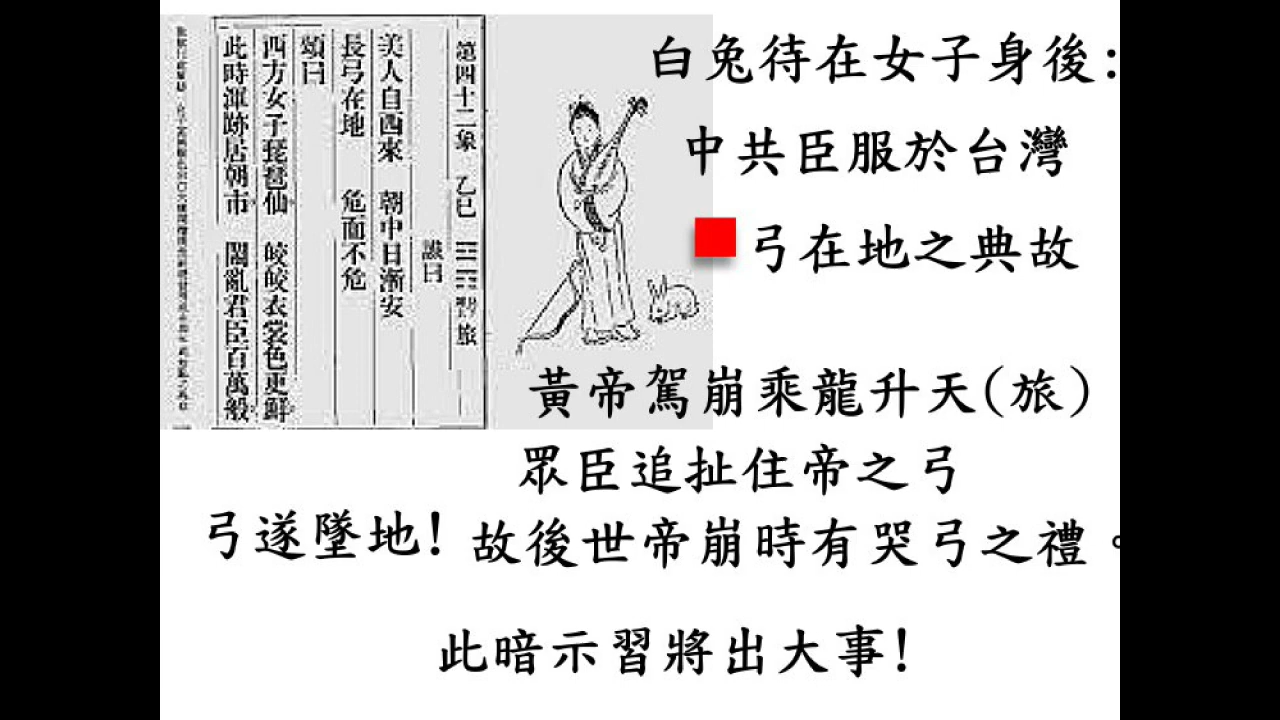 第四十二象 乙巳 旅
讖曰
美人自西來 朝中日漸安
長弓在地 危而不危
頌曰
西方女子琵琶仙 皎皎衣裳色更鮮
此時渾跡居朝市 鬧亂君臣百萬般
白兔待在女子身後:
中共臣服於台灣
弓在地之典故
黃帝駕崩乘龍升天(旅)
眾臣追扯住帝之弓
弓遂墜地! 故後世帝崩時有哭弓之禮。
此暗示習將出大事!